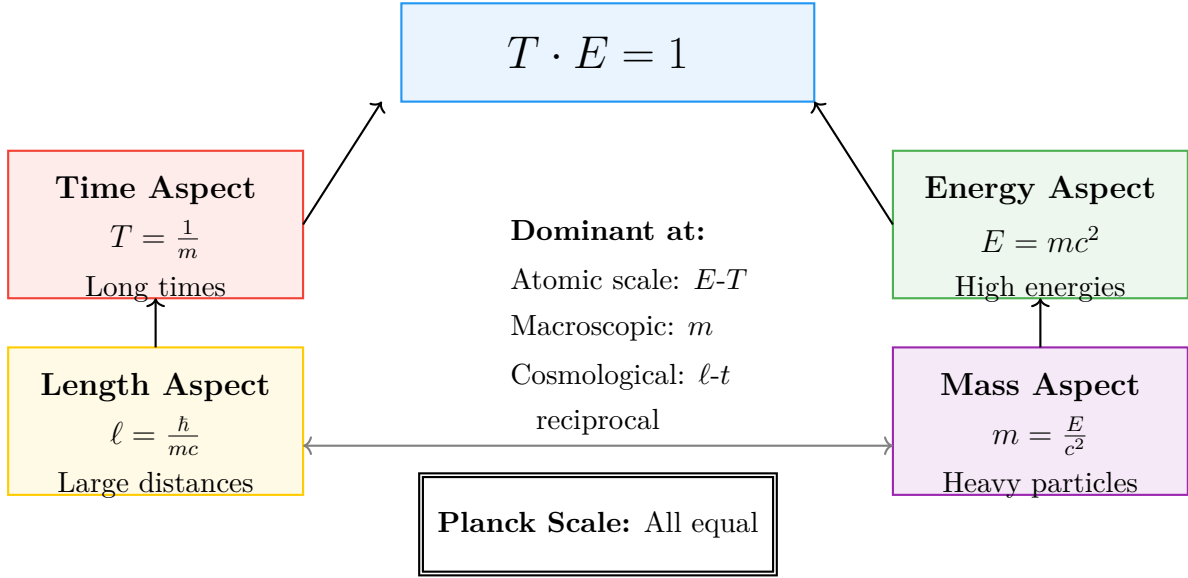 T · E = 1
Time Aspect
T = 1/m
Long times
Energy Aspect
E = mc²
High energies
Dominant at:
Atomic scale: E-T
Macroscopic: m
Cosmological: ℓ-t
reciprocal
Length Aspect
ℓ = ħ/mc
Large distances
Mass Aspect
m = E/c²
Heavy particles
Planck Scale: All equal